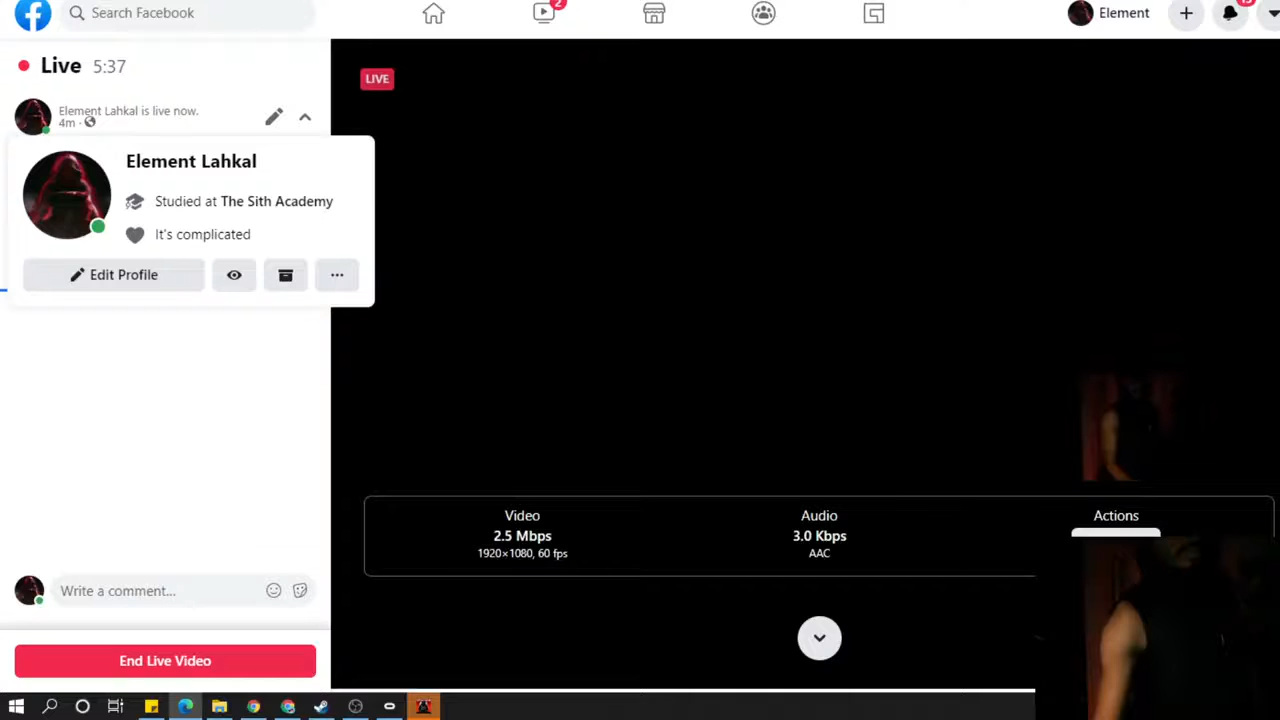 Search Facebook
2
Element
Live 5:37
LIVE
Element Lahkal is live now.
4m ·
Element Lahkal
Studied at The Sith Academy
It's complicated
Edit Profile
Video
2.5 Mbps
1920×1080, 60 fps
Audio
3.0 Kbps
AAC
Actions
Write a comment...
End Live Video